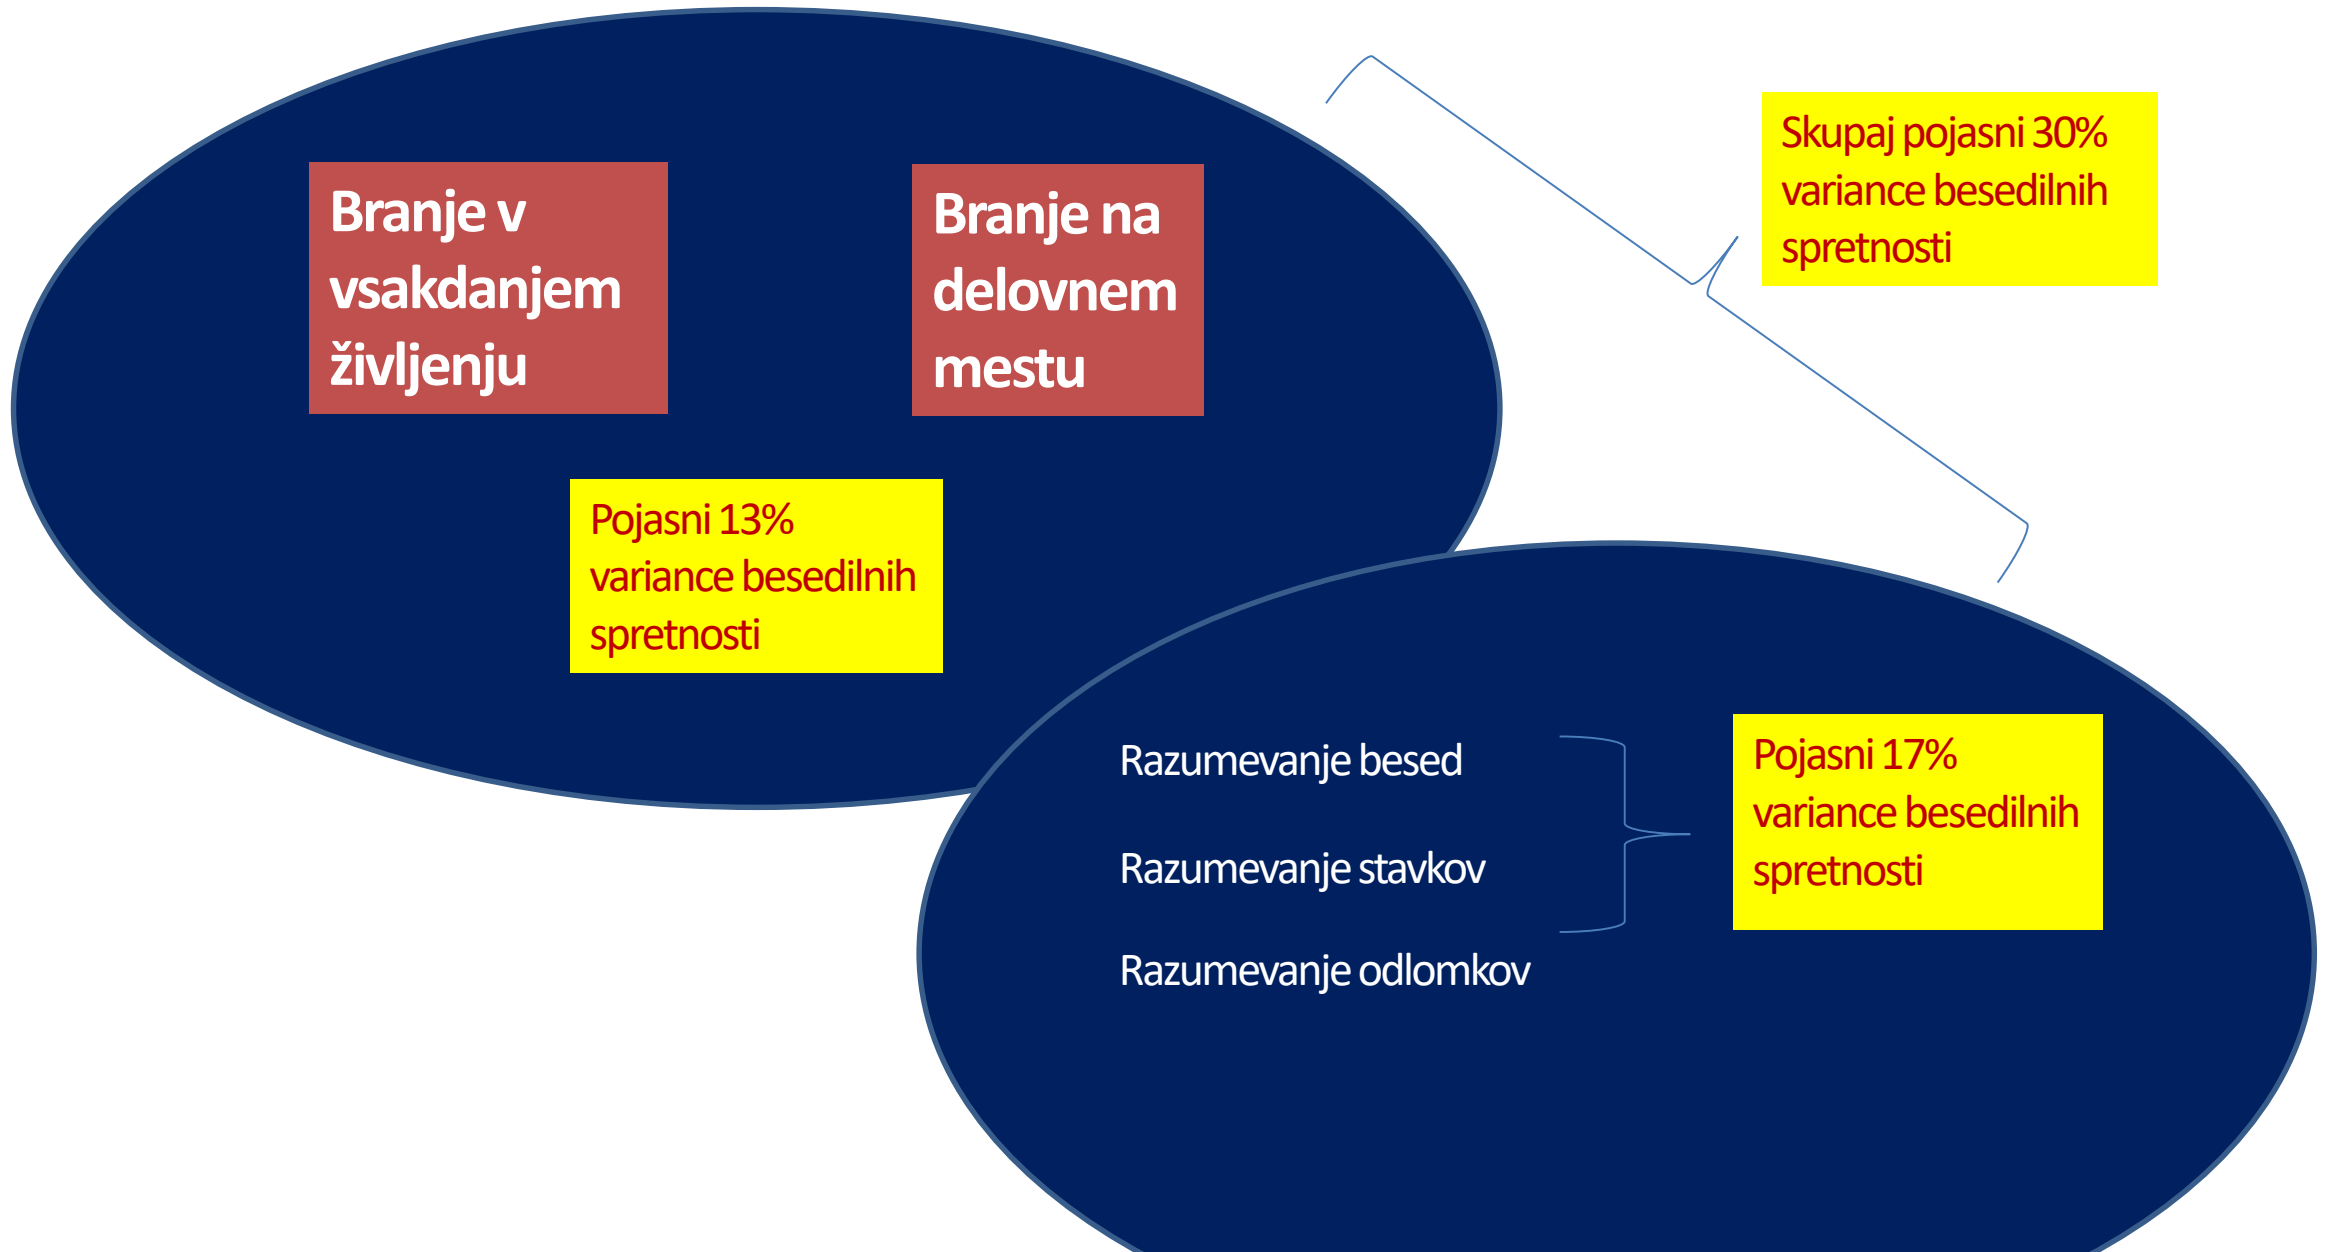 Branje v
vsakdanjem
življenju
Branje na
delovnem
mestu
Skupaj pojasni 30%
variance besedilnih
spretnosti
Pojasni 13%
variance besedilnih
spretnosti
Razumevanje besed
Razumevanje stavkov
Razumevanje odlomkov
Pojasni 17%
variance besedilnih
spretnosti